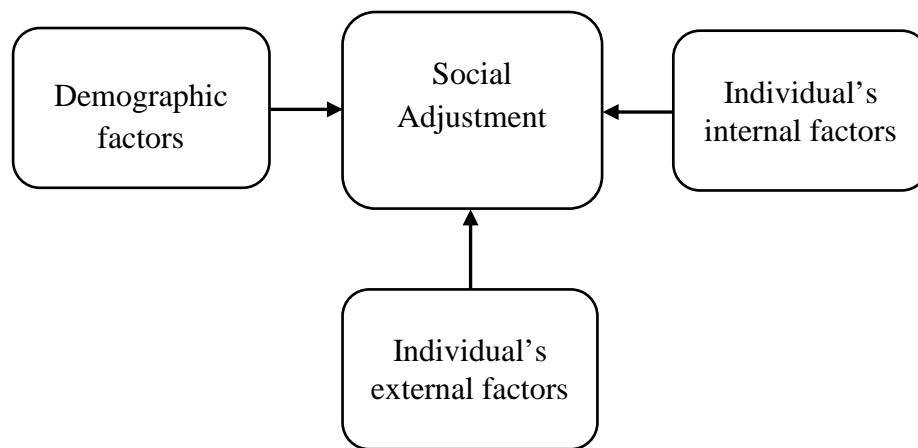 Demographic
factors
Social
Adjustment
Individual’s
internal factors
Individual’s
external factors